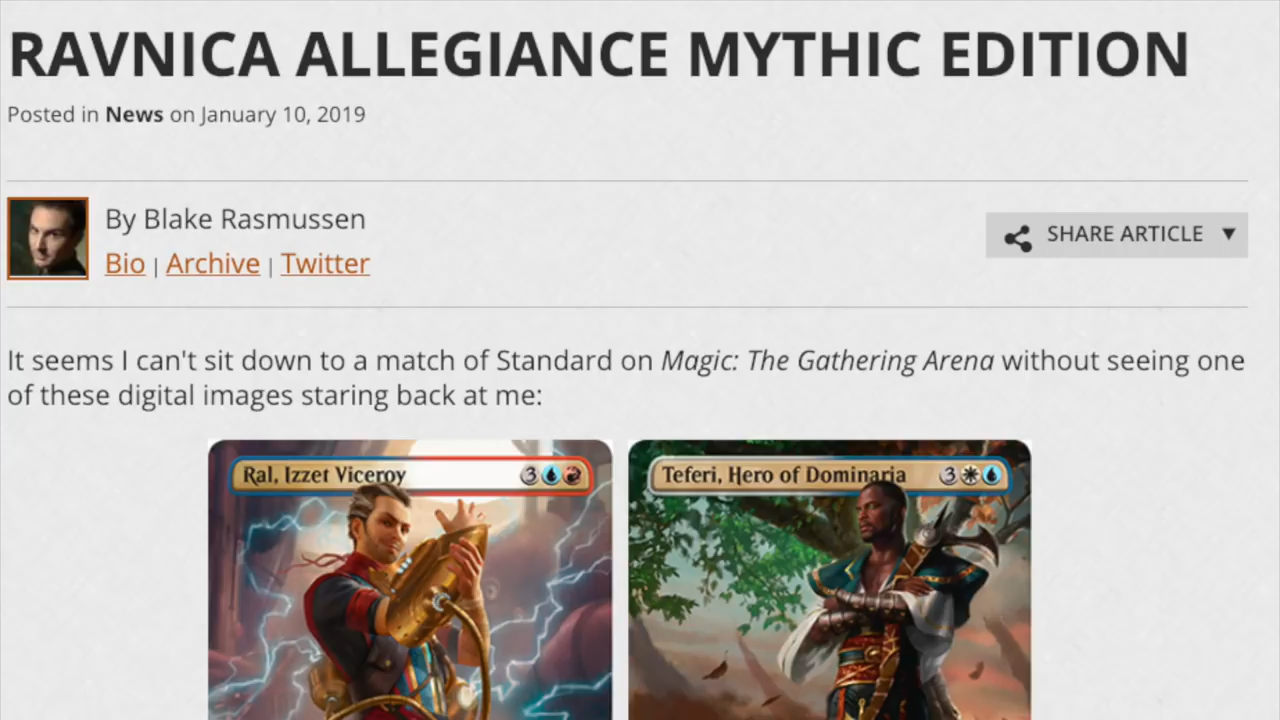 RAVNICA ALLEGIANCE MYTHIC EDITION
Posted in News on January 10, 2019
By Blake Rasmussen
Bio | Archive | Twitter
SHARE ARTICLE ▼
It seems I can't sit down to a match of Standard on Magic: The Gathering Arena without seeing one
of these digital images staring back at me:
Ral, Izzet Viceroy 3
Teferi, Hero of Dominaria 3